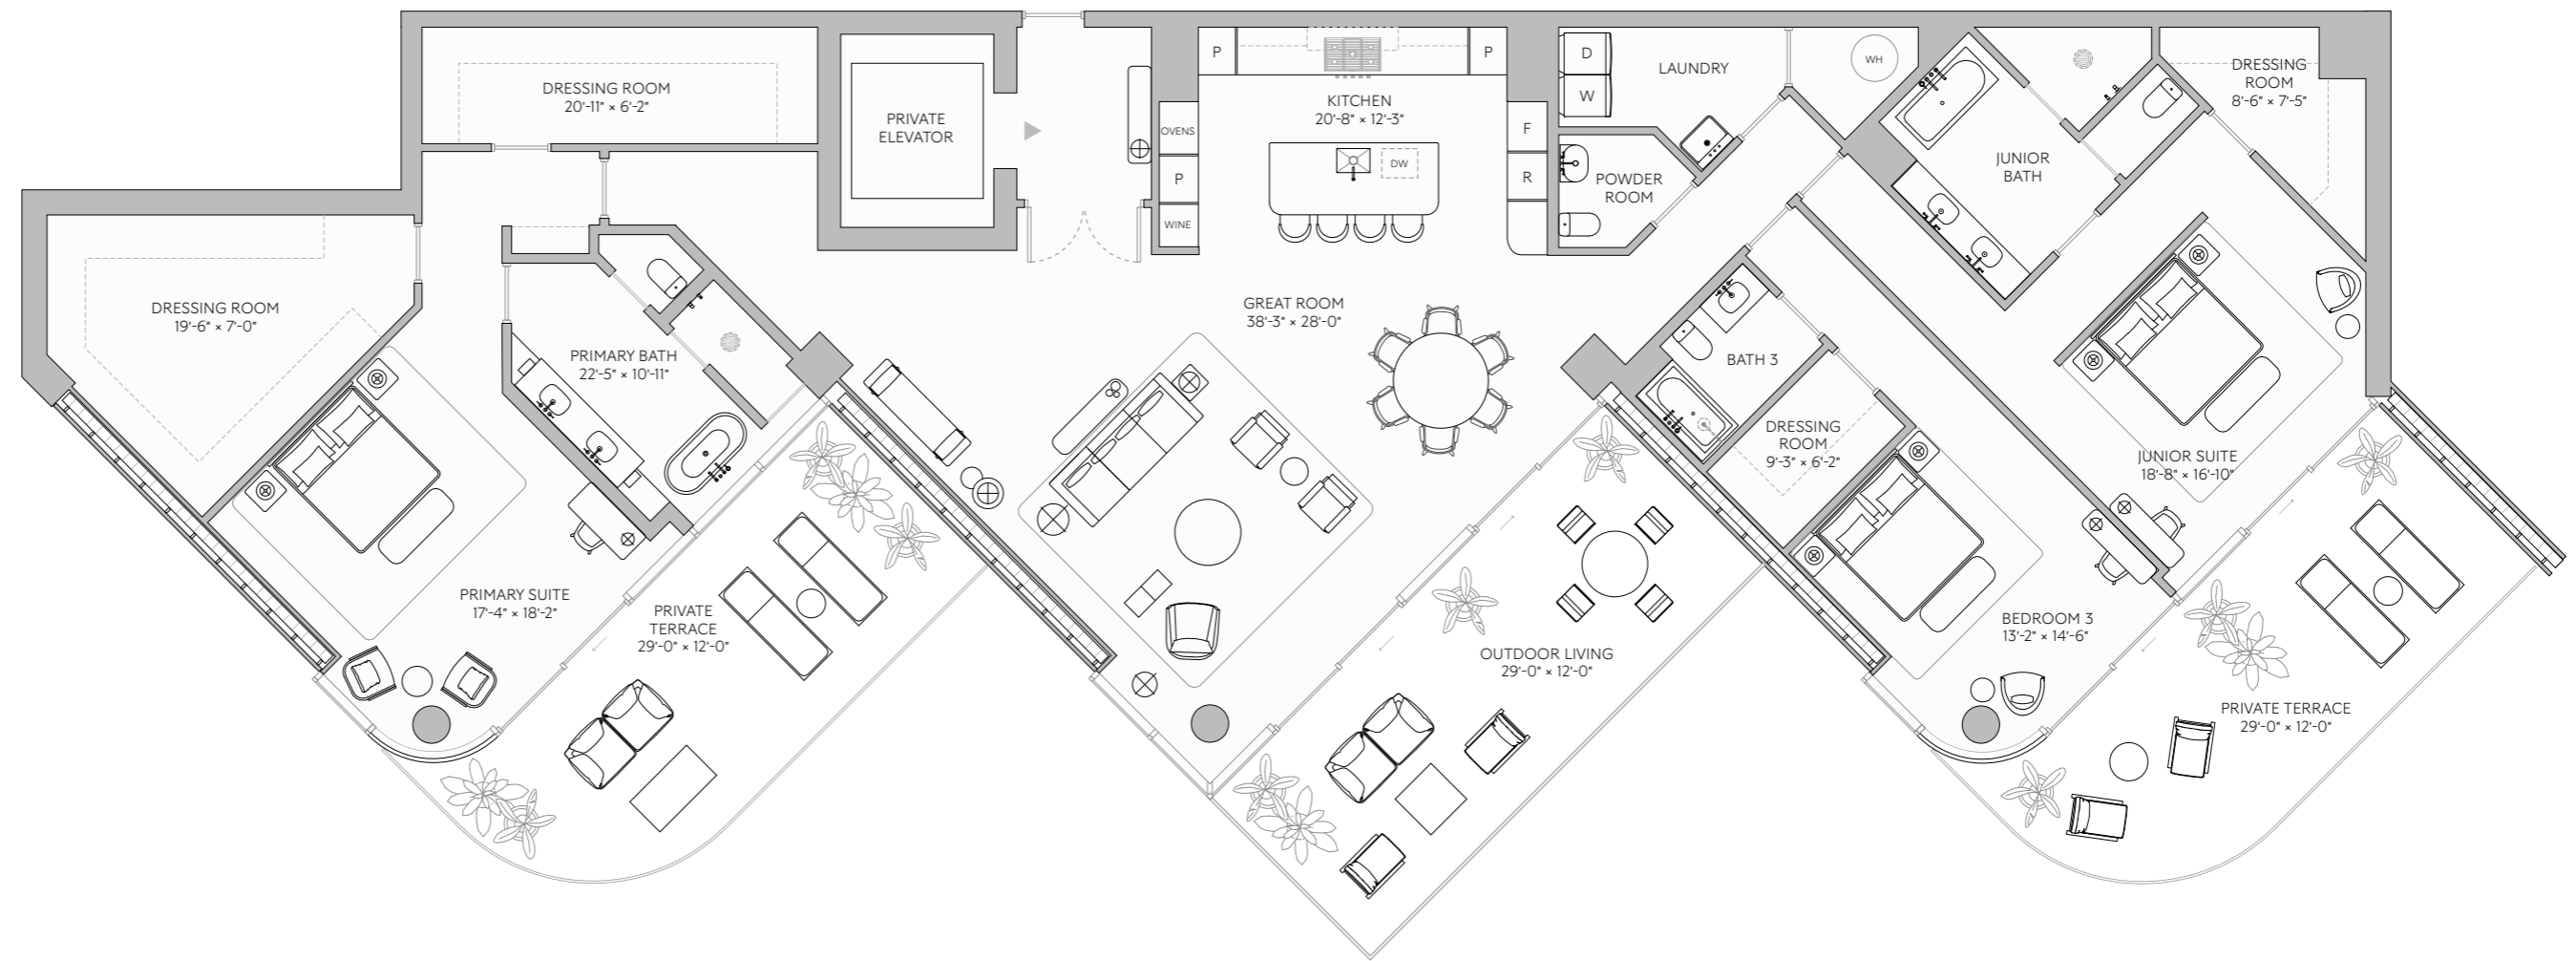 DRESSING ROOM
20'-11" × 6'-2"
PRIVATE
ELEVATOR
OVENS
P
WINE
P
P
KITCHEN
20'-8" × 12'-3"
DW
F
R
D
W
LAUNDRY
WH
POWDER
ROOM
JUNIOR
BATH
DRESSING
ROOM
8'-6" × 7'-5"
DRESSING ROOM
19'-6" × 7'-0"
PRIMARY BATH
22'-5" × 10'-11"
GREAT ROOM
38'-3" × 28'-0"
BATH 3
DRESSING
ROOM
9'-3" × 6'-2"
JUNIOR SUITE
18'-8" × 16'-10"
PRIMARY SUITE
17'-4" × 18'-2"
PRIVATE
TERRACE
29'-0" × 12'-0"
OUTDOOR LIVING
29'-0" × 12'-0"
BEDROOM 3
13'-2" × 14'-6"
PRIVATE TERRACE
29'-0" × 12'-0"